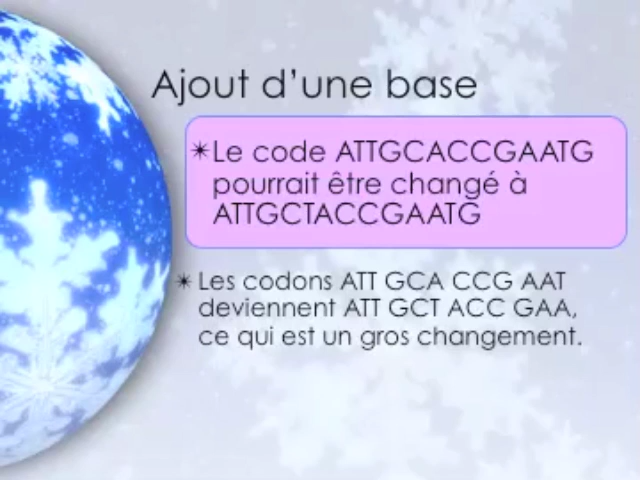 Ajout d’une base
✴Le code ATTGCACCGAATG
pourrait être changé à
ATTGCTACCGAATG
✴Les codons ATT GCA CCG AAT
deviennent ATT GCT ACC GAA,
ce qui est un gros changement.